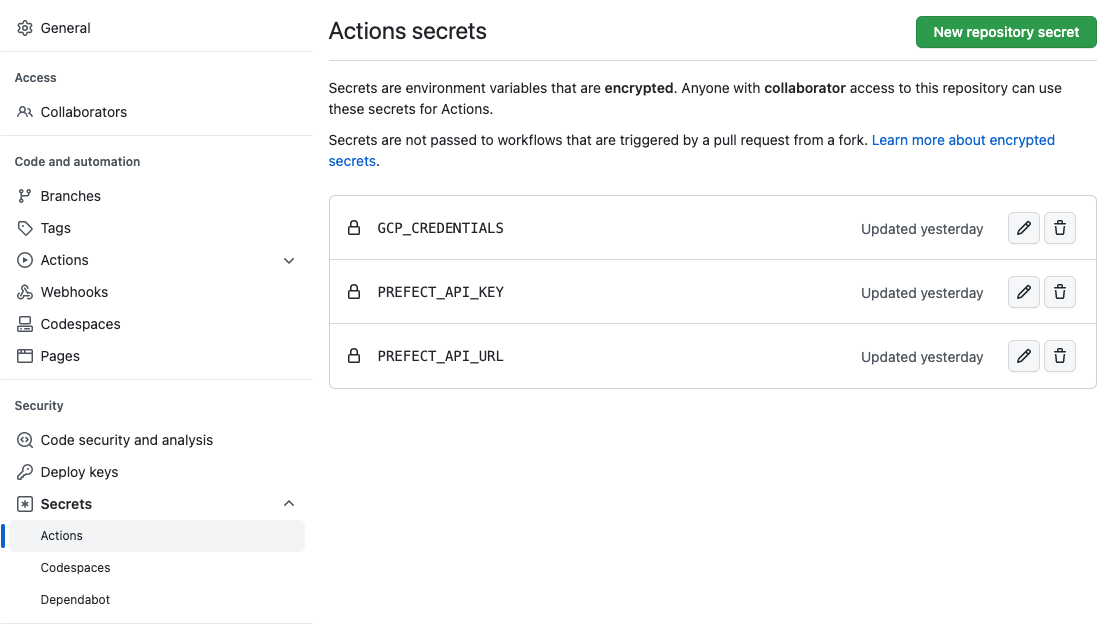 General
Access
Collaborators
Code and automation
Branches
Tags
Actions
Webhooks
Codespaces
Pages
Security
Code security and analysis
Deploy keys
Secrets
Actions
Codespaces
Dependabot
Actions secrets
New repository secret
Secrets are environment variables that are encrypted. Anyone with collaborator access to this repository can use
these secrets for Actions.
Secrets are not passed to workflows that are triggered by a pull request from a fork. Learn more about encrypted
secrets.
GCP_CREDENTIALS Updated yesterday
PREFECT_API_KEY Updated yesterday
PREFECT_API_URL Updated yesterday